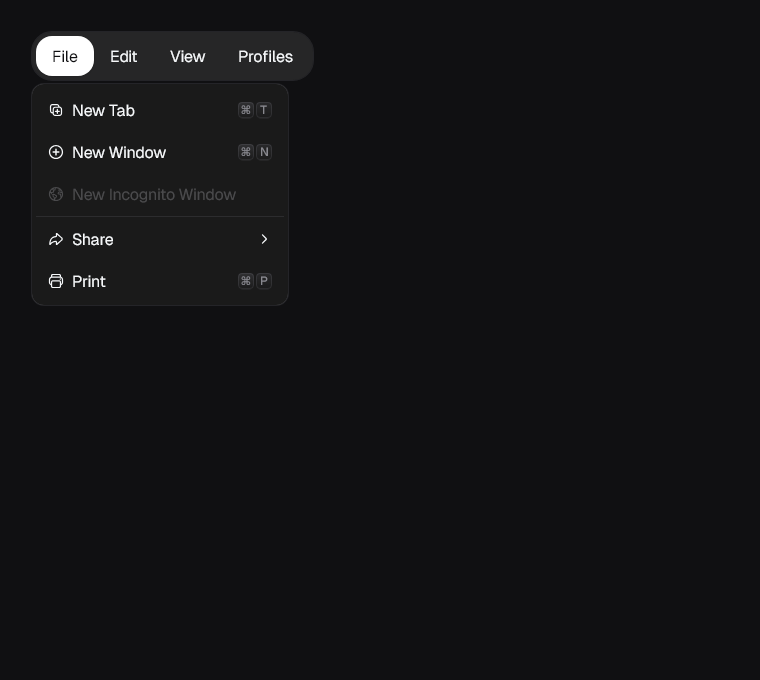 File Edit View Profiles
New Tab ⌘ T
New Window ⌘ N
New Incognito Window
Share
Print ⌘ P